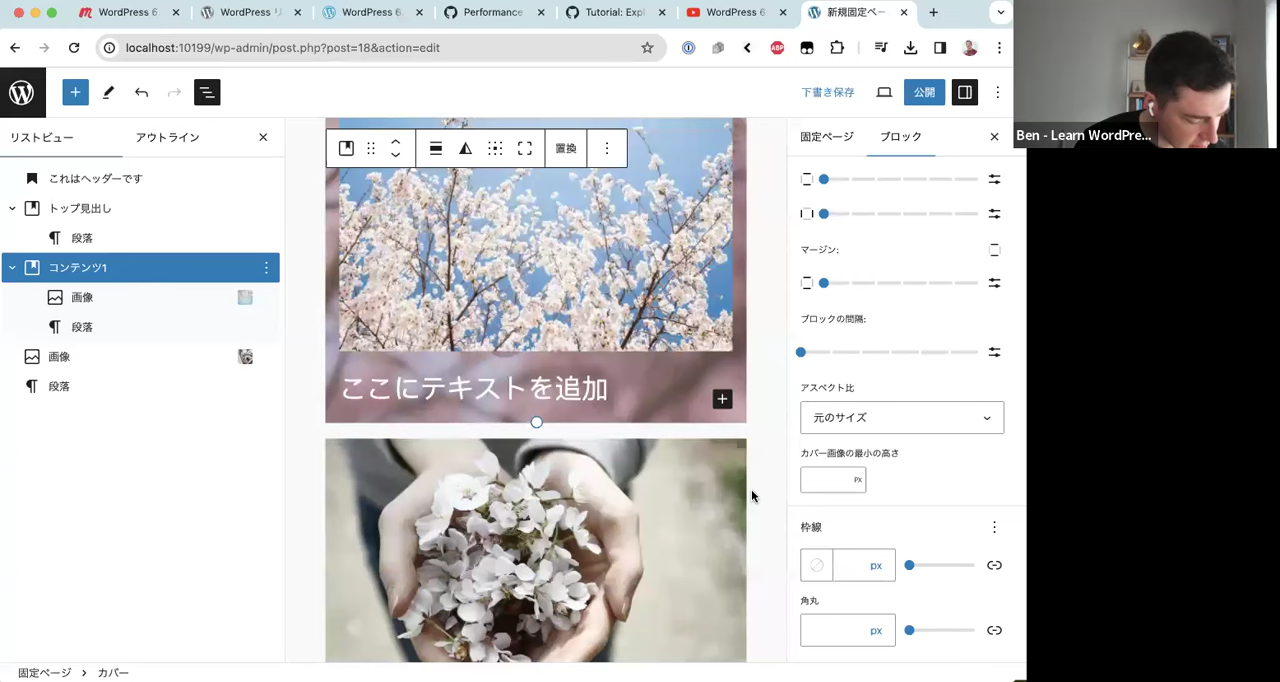 WordPress 6
WordPress リ
WordPress 6
Performance
Tutorial: Expl
WordPress 6
新規固定ペー
localhost:10199/wp-admin/post.php?post=18&action=edit
ABP
下書き保存
公開
Ben - Learn WordPre...
リストビュー
アウトライン
固定ページ
ブロック
置換
これはヘッダーです
トップ見出し
段落
コンテンツ1
画像
段落
画像
段落
マージン:
ブロックの間隔:
アスペクト比
元のサイズ
カバー画像の最小の高さ
PX
枠線
px
角丸
px
ここにテキストを追加
固定ページ
カバー